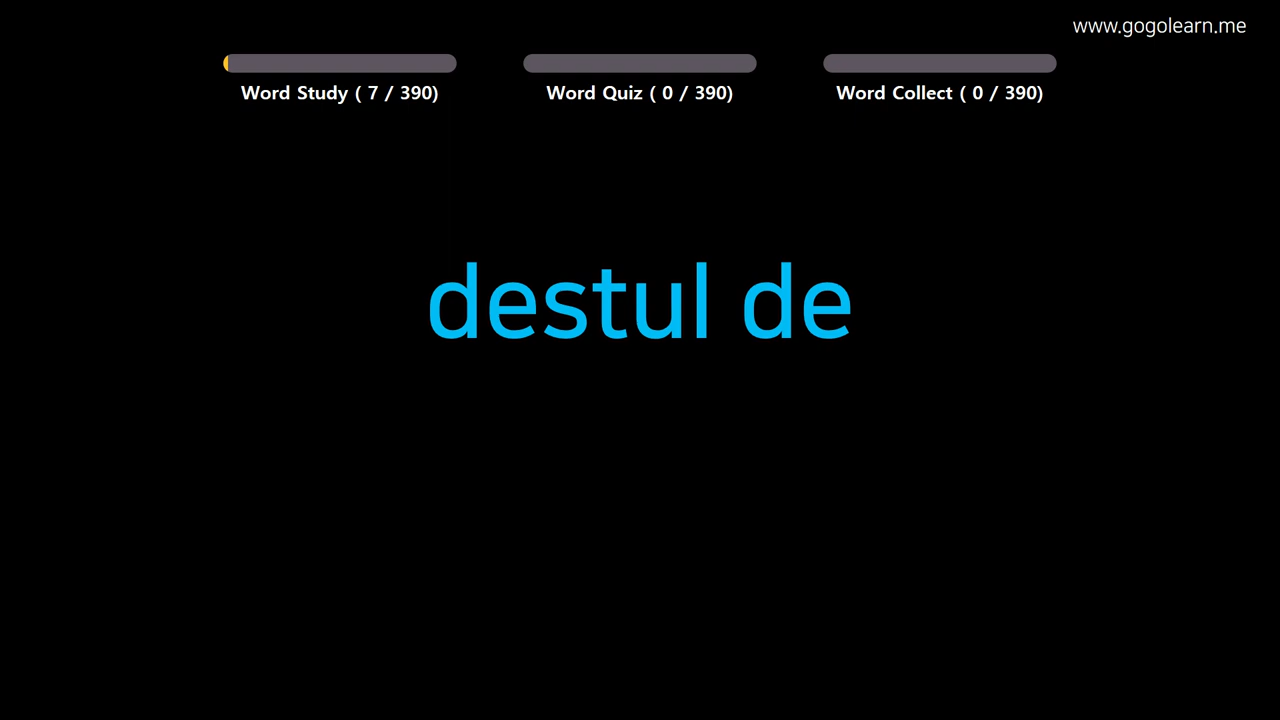 www.gogolearn.me
Word Study ( 7 / 390)
Word Quiz ( 0 / 390)
Word Collect ( 0 / 390)
destul de